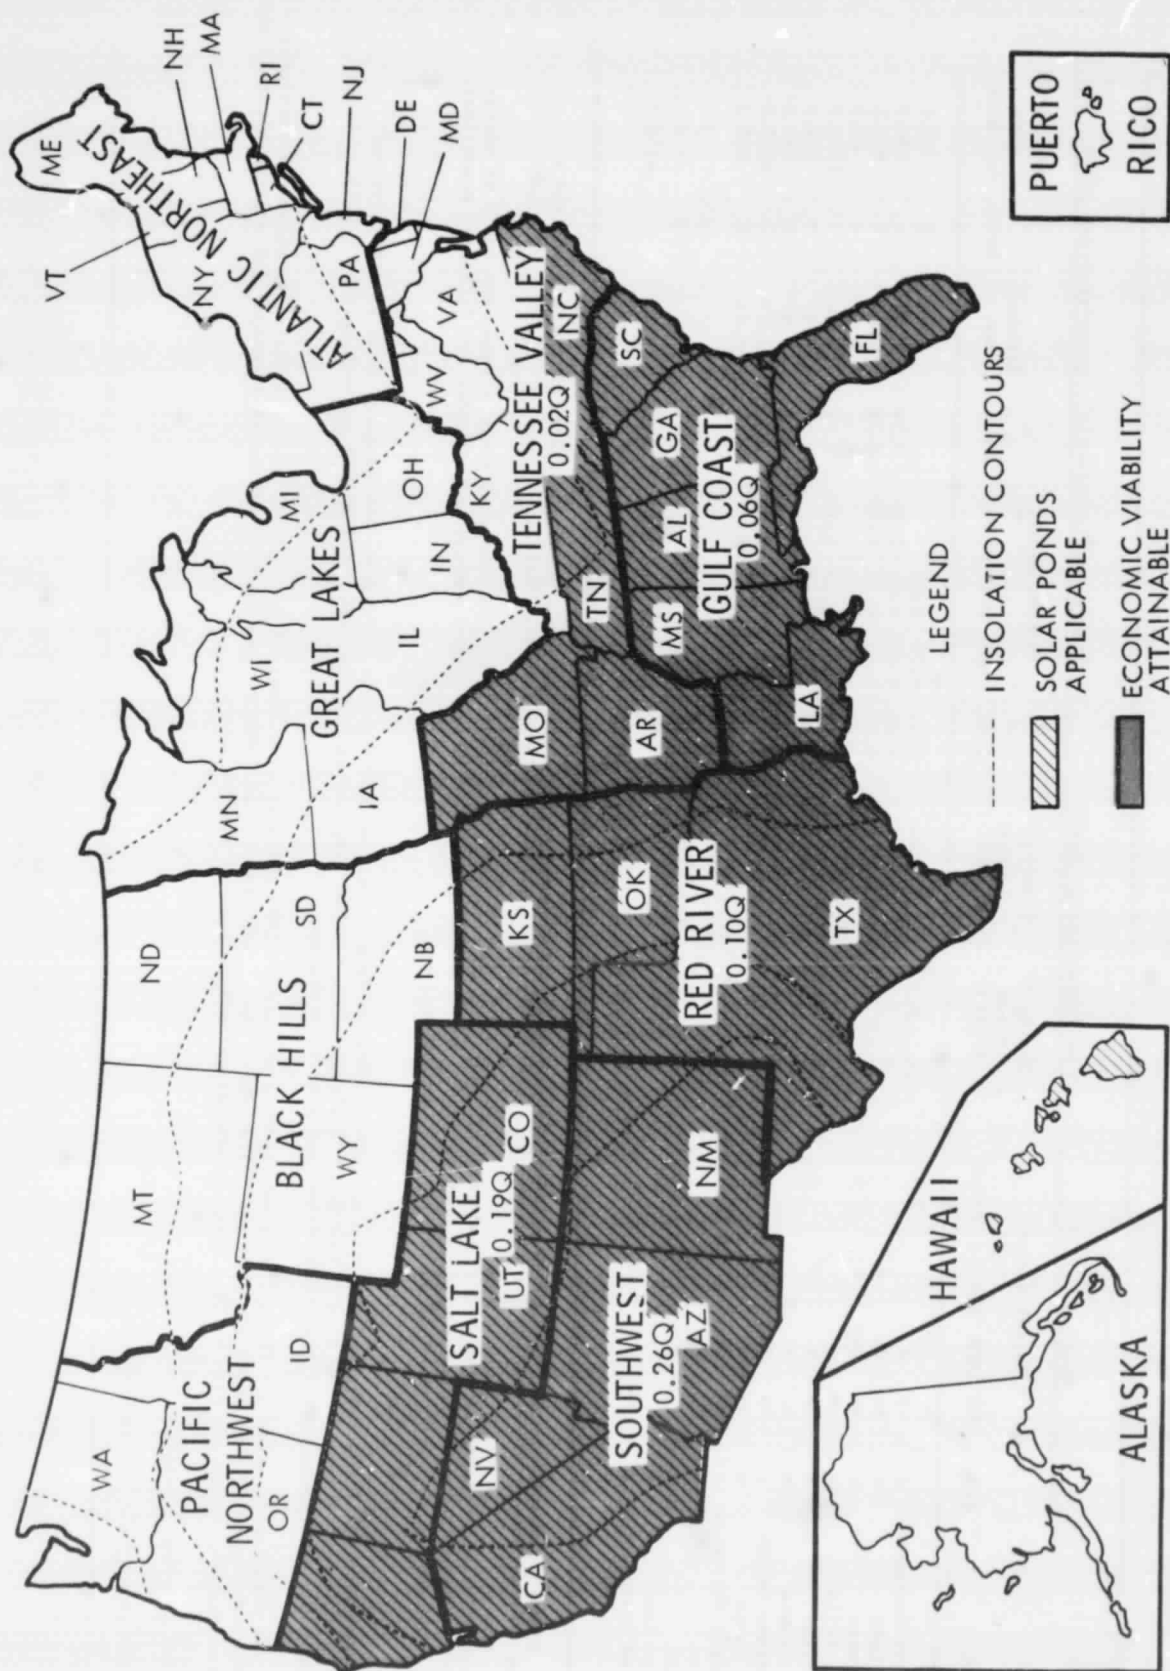 WA
PACIFIC
NORTHWEST
OR
ID
MT
ND
BLACK HILLS
SD
WY
NB
MN
WI
GREAT LAKES
MI
IA
IL
IN
OH
VT
ME
NH
MA
RI
CT
NJ
DE
MD
ATLANTIC NORTHEAST
NY
PA
WV
VA
KY
TENNESSEE VALLEY
0.02Q
NC
TN
SALT LAKE
0.19Q
UT
CO
NV
CA
SOUTHWEST
0.26Q
AZ
NM
KS
OK
RED RIVER
0.10Q
TX
MO
AR
LA
MS
AL
GA
SC
GULF COAST
0.06Q
FL
ALASKA
HAWAII
LEGEND
INSOLATION CONTOURS
SOLAR PONDS
APPLICABLE
ECONOMIC VIABILITY
ATTAINABLE
PUERTO
RICO